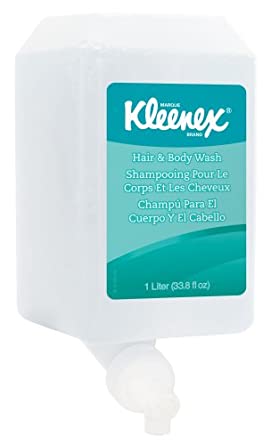 MARQUE
Kleenex®
BRAND
Hair & Body Wash
Shampooing Pour Le
Corps Et Les Cheveux
Champú Para El
Cuerpo Y El Cabello
1 Liter (33.8 fl oz)